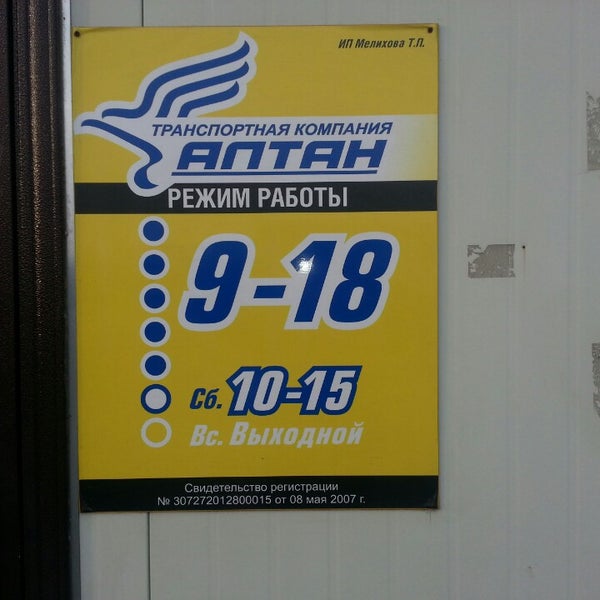 ИП Мелихова Т.П.
ТРАНСПОРТНАЯ КОМПАНИЯ
АЛТАН
РЕЖИМ РАБОТЫ
9-18
Сб. 10-15
Вс. Выходной
Свидетельство регистрации
№ 307272012800015 от 08 мая 2007 г.